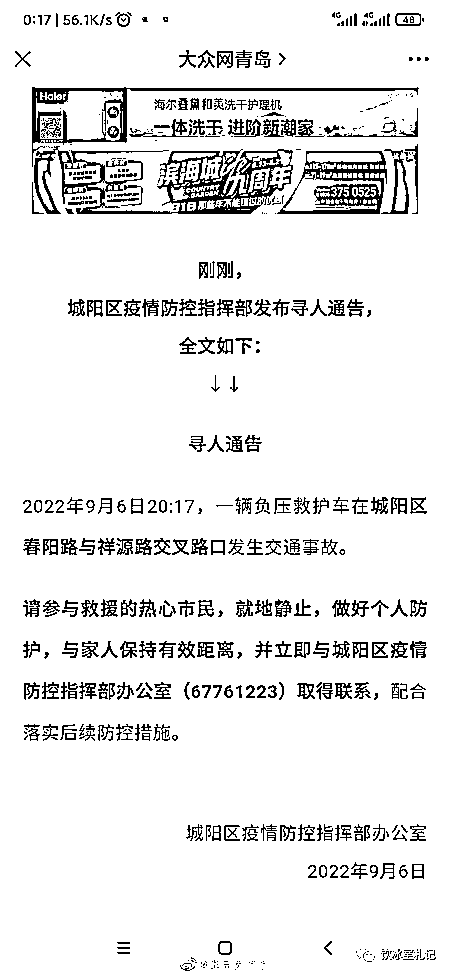 0:17 | 56.1K/s
4G 4G 48
大众网青岛
Haier
海尔叠黛和美洗干护理机
一体洗干 进阶新潮家
滨海城 九周年
375 0525
刚刚，
城阳区疫情防控指挥部发布寻人通告，
全文如下：
↓↓
寻人通告
2022年9月6日20:17，一辆负压救护车在城阳区
春阳路与祥源路交叉路口发生交通事故。
请参与救援的热心市民，就地静止，做好个人防
护，与家人保持有效距离，并立即与城阳区疫情
防控指挥部办公室（67761223）取得联系，配合
落实后续防控措施。
城阳区疫情防控指挥部办公室
2022年9月6日
饮冰室札记